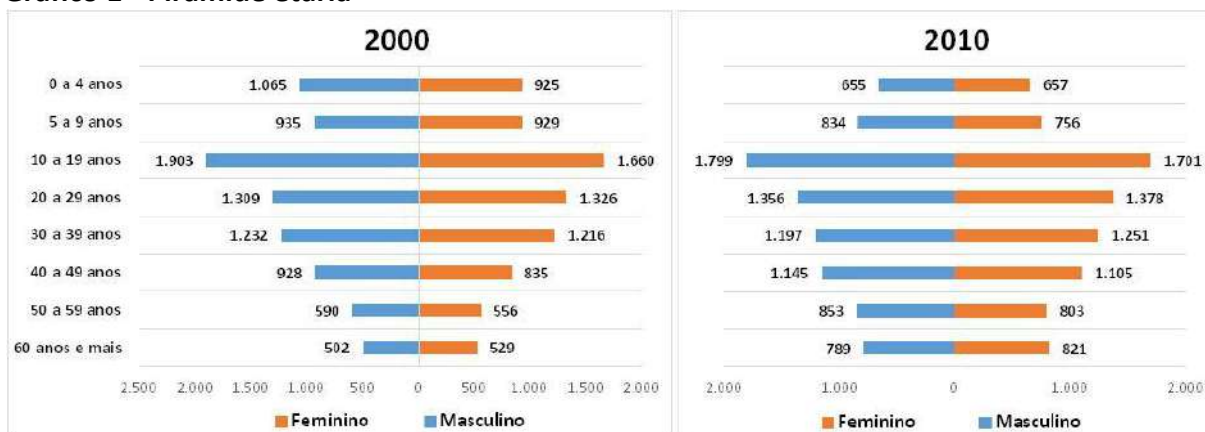 Gráfico 1 - Pirâmide etária
2000
2010
0 a 4 anos
1.065
925
655
657
5 a 9 anos
935
929
834
756
10 a 19 anos
1.903
1.660
1.799
1.701
20 a 29 anos
1.309
1.326
1.356
1.378
30 a 39 anos
1.232
1.216
1.197
1.251
40 a 49 anos
928
835
1.145
1.105
50 a 59 anos
590
556
853
803
60 anos e mais
502
529
789
821
2.500 2.000 1.500 1.000 500 0 500 1.000 1.500 2.000
2.000 1.000 0 1.000 2.000
Feminino Masculino
Feminino Masculino